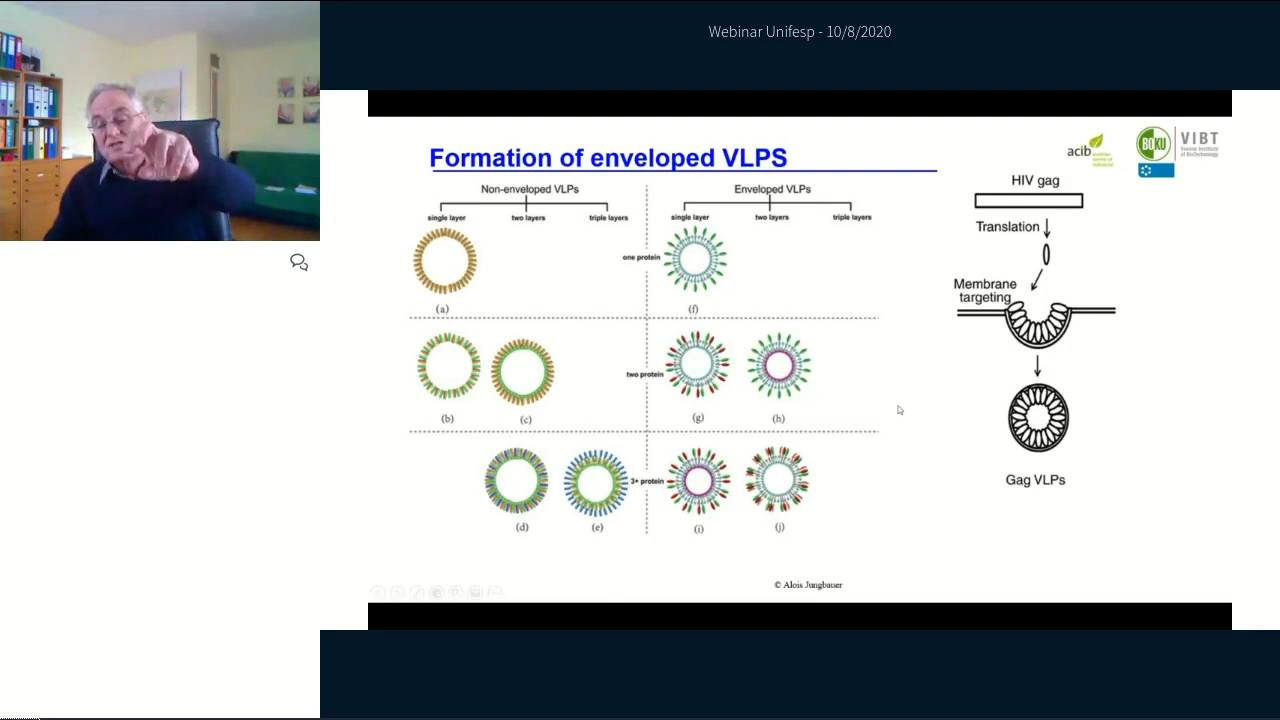 Webinar Unifesp - 10/8/2020
Formation of enveloped VLPS
acib
BOKU
VIBT
Non-enveloped VLPs
Enveloped VLPs
single layer
two layers
triple layers
single layer
two layers
triple layers
one protein
(a)
(f)
two protein
(b)
(c)
(g)
(h)
3+ protein
(d)
(e)
(i)
(j)
HIV gag
Translation
Membrane
targeting
Gag VLPs
© Alois Jungbauer